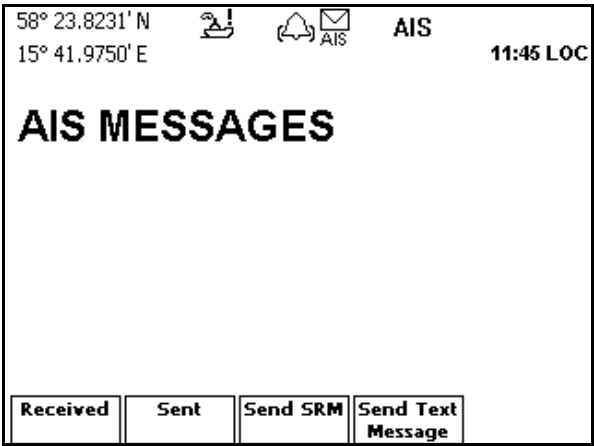 58° 23.8231' N
AIS
15° 41.9750' E
AIS
11:45 LOC
AIS MESSAGES
Received
Sent
Send SRM
Send Text
Message